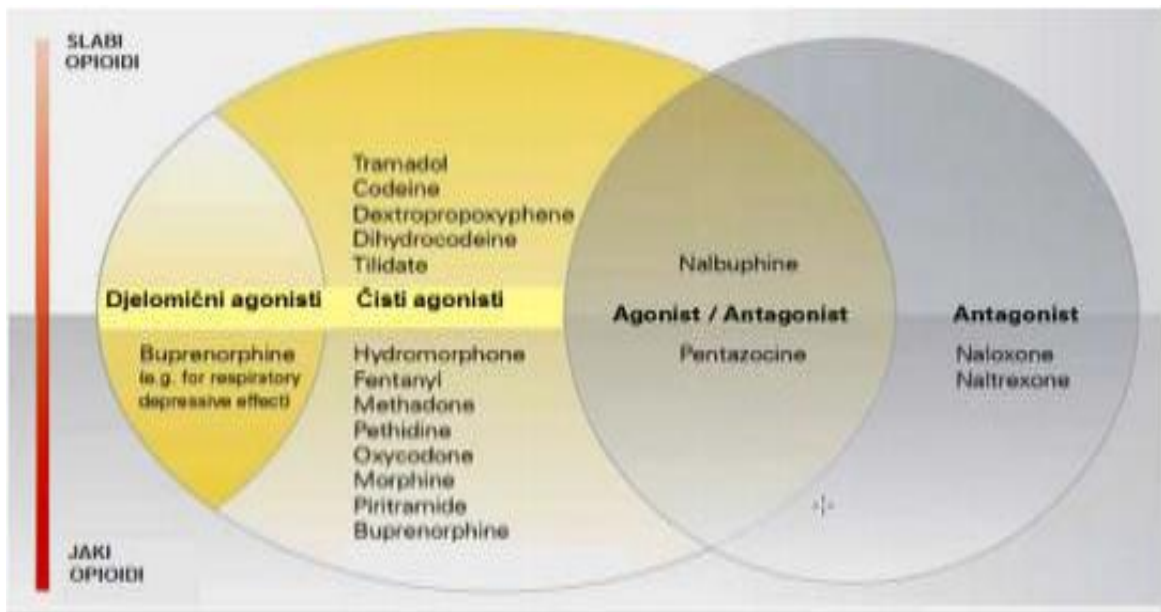 SLABI
OPIOIDI
Tramadol
Codeine
Dextropropoxyphene
Dihydrocodeine
Tilidate
Nalbuphine
Djelomični agonisti
Čisti agonisti
Agonist / Antagonist
Antagonist
Buprenorphine
(e.g. for respiratory
depressive effect)
Hydromorphone
Fentanyl
Methadone
Pethidine
Oxycodone
Morphine
Piritramide
Buprenorphine
Pentazocine
Naloxone
Naltrexone
JAKI
OPIOIDI